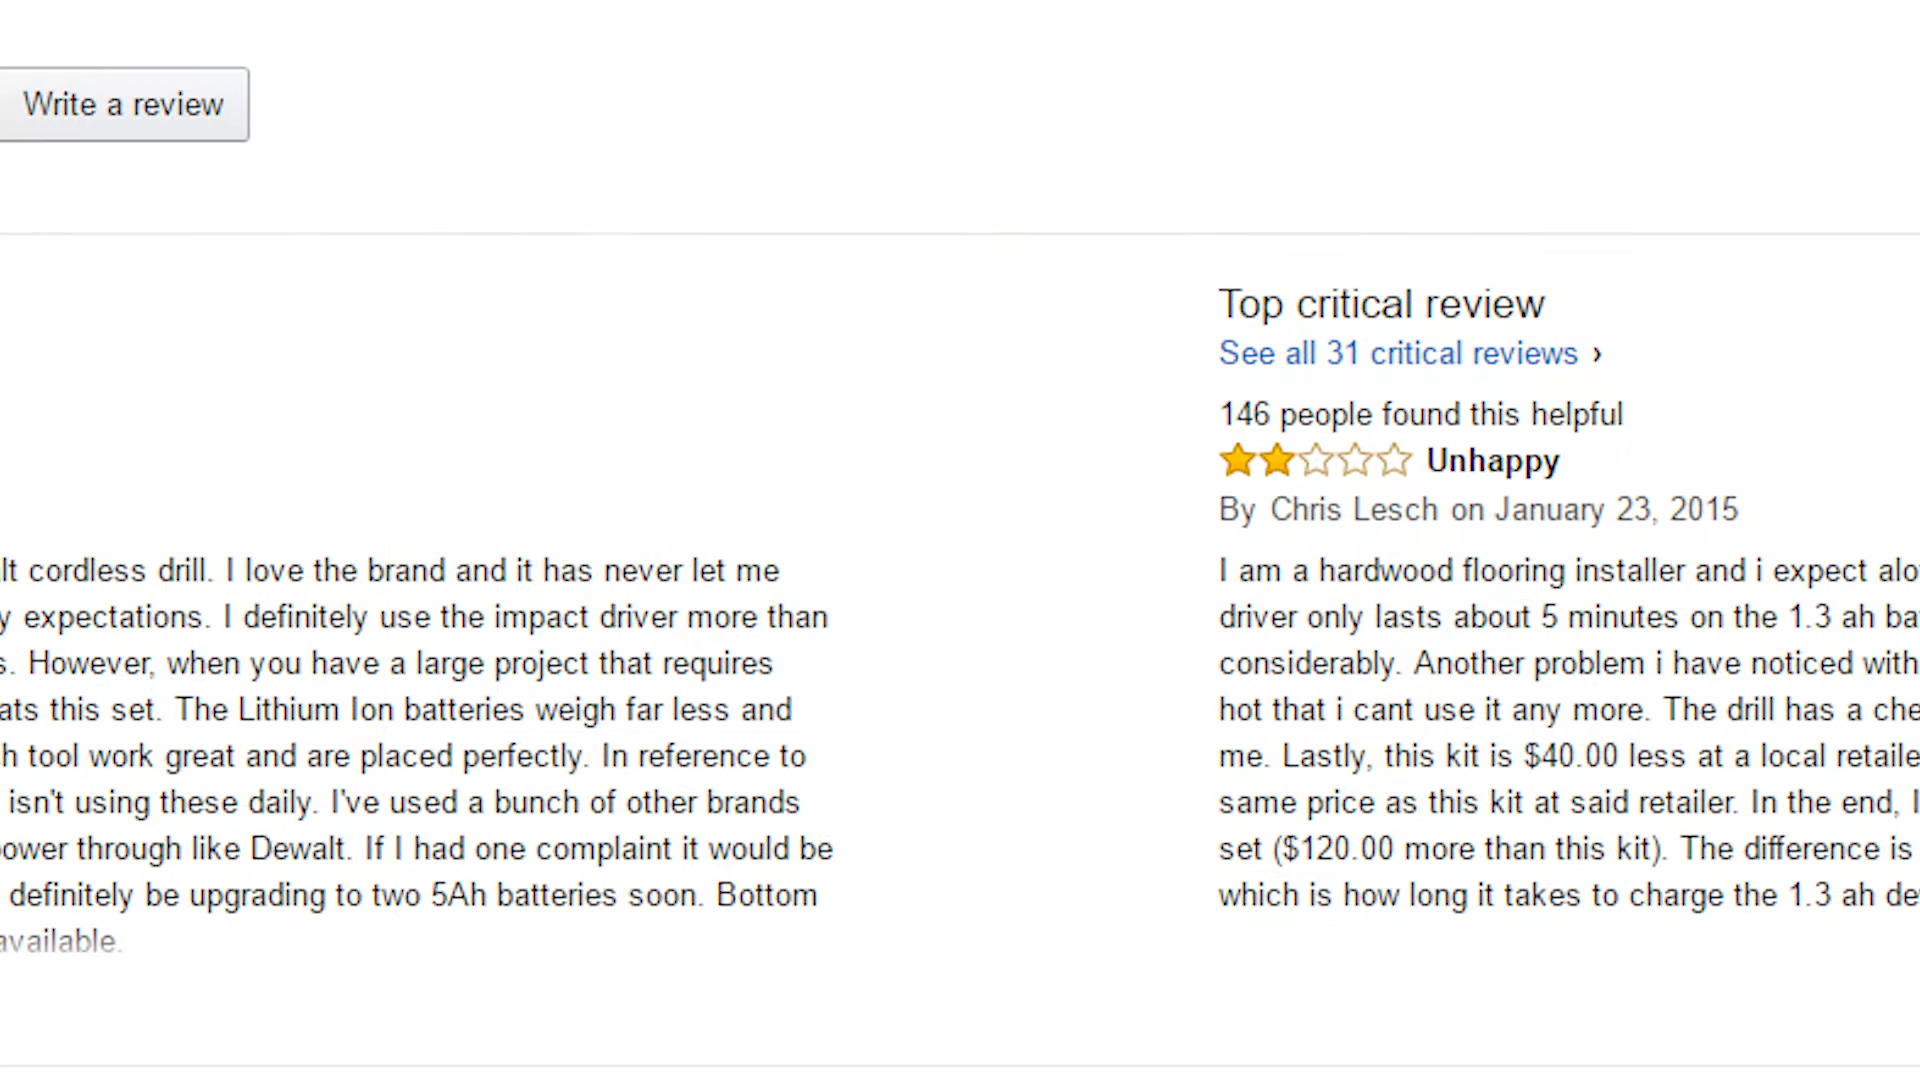 Write a review
lt cordless drill. I love the brand and it has never let me
y expectations. I definitely use the impact driver more than
s. However, when you have a large project that requires
ats this set. The Lithium Ion batteries weigh far less and
h tool work great and are placed perfectly. In reference to
isn't using these daily. I've used a bunch of other brands
power through like Dewalt. If I had one complaint it would be
definitely be upgrading to two 5Ah batteries soon. Bottom
available.
Top critical review
See all 31 critical reviews ›
146 people found this helpful
Unhappy
By Chris Lesch on January 23, 2015
I am a hardwood flooring installer and i expect alo
driver only lasts about 5 minutes on the 1.3 ah ba
considerably. Another problem i have noticed with
hot that i cant use it any more. The drill has a che
me. Lastly, this kit is $40.00 less at a local retaile
same price as this kit at said retailer. In the end, I
set ($120.00 more than this kit). The difference is
which is how long it takes to charge the 1.3 ah de